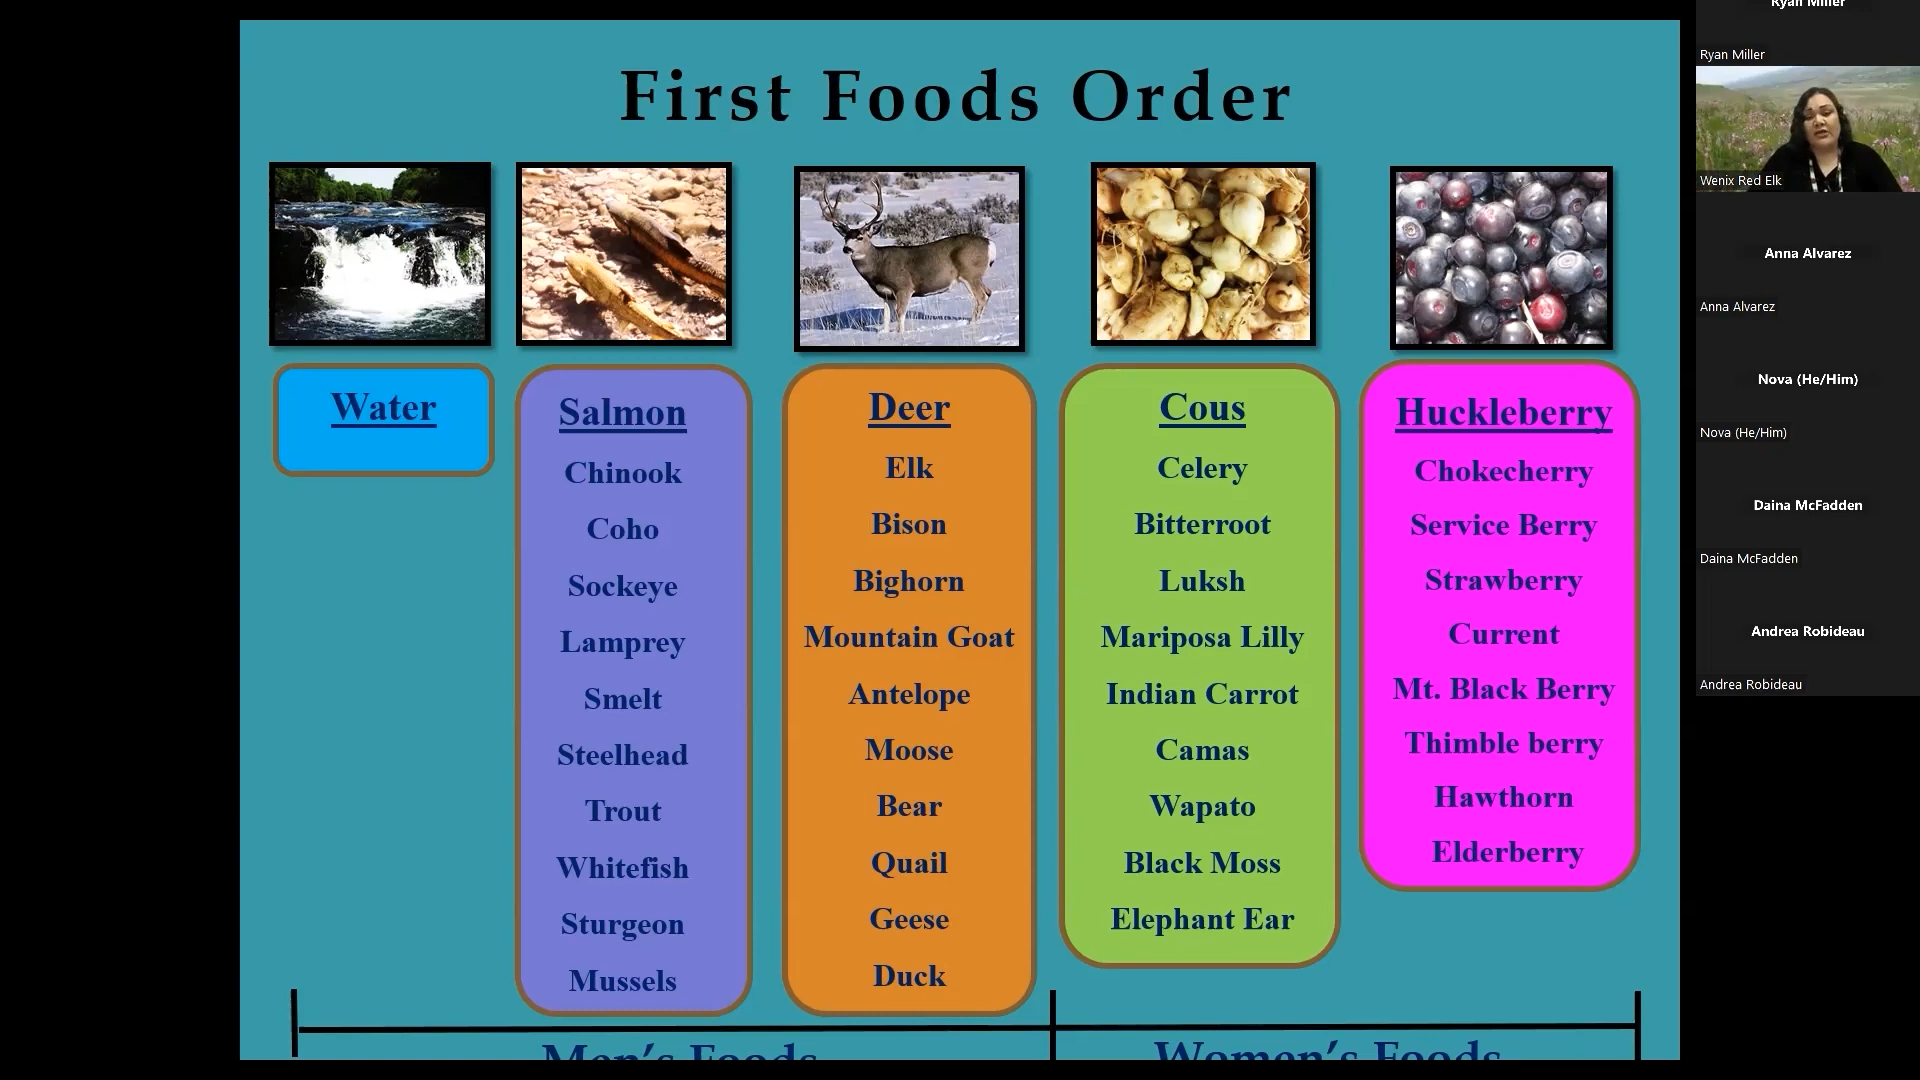 First Foods Order
Water
Salmon
Chinook
Coho
Sockeye
Lamprey
Smelt
Steelhead
Trout
Whitefish
Sturgeon
Mussels
Deer
Elk
Bison
Bighorn
Mountain Goat
Antelope
Moose
Bear
Quail
Geese
Duck
Cous
Celery
Bitterroot
Luksh
Mariposa Lilly
Indian Carrot
Camas
Wapato
Black Moss
Elephant Ear
Huckleberry
Chokecherry
Service Berry
Strawberry
Current
Mt. Black Berry
Thimble berry
Hawthorn
Elderberry
Men's Foods
Women's Foods
Ryan Miller
Ryan Miller
Wenix Red Elk
Anna Alvarez
Anna Alvarez
Nova (He/Him)
Nova (He/Him)
Daina McFadden
Daina McFadden
Andrea Robideau
Andrea Robideau